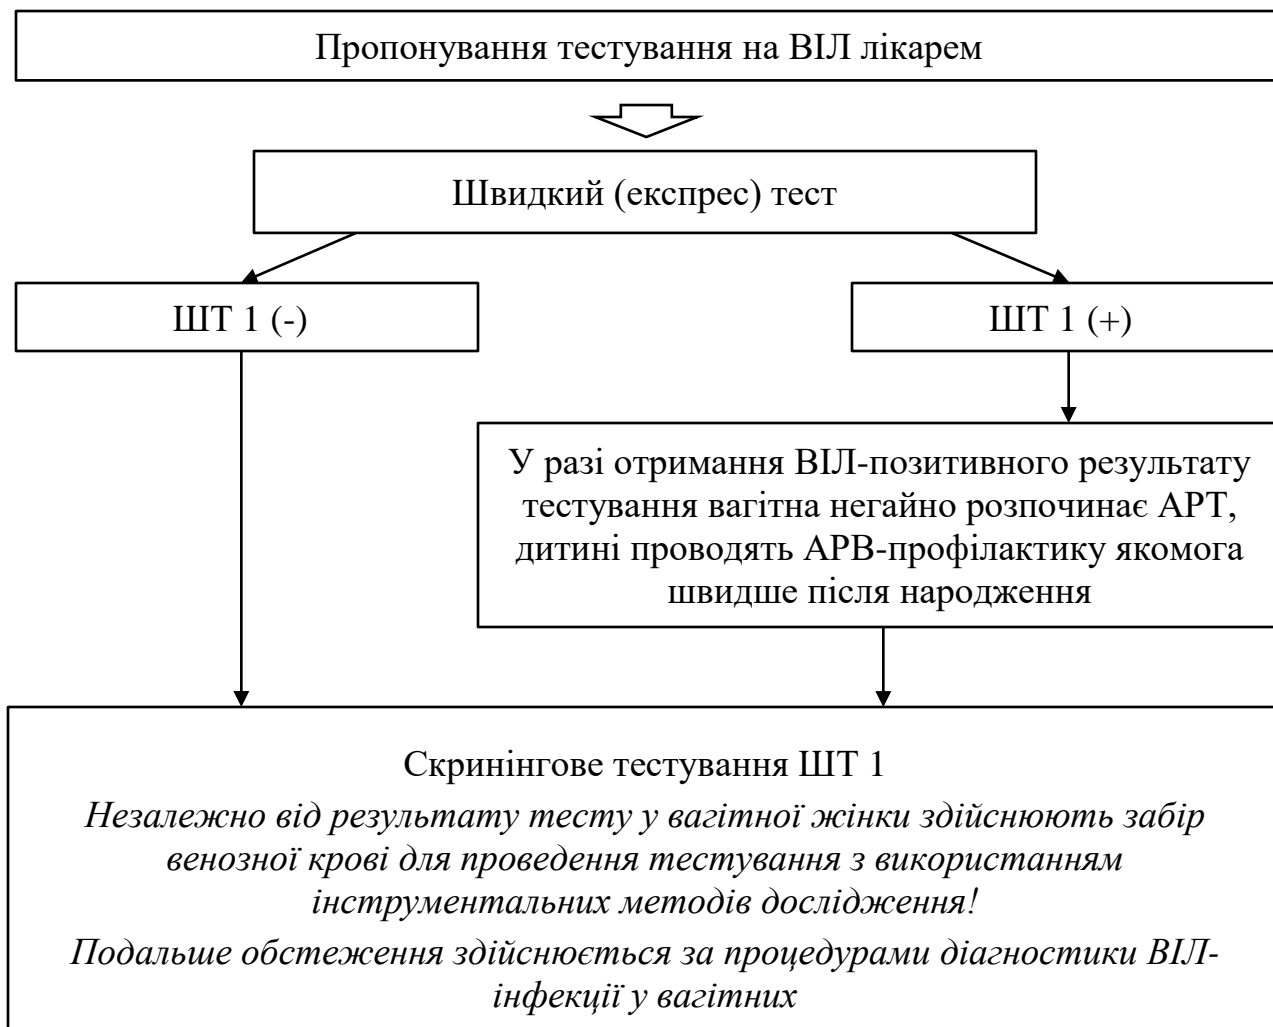 Пропонування тестування на ВІЛ лікарем
Швидкий (експрес) тест
ШТ 1 (-)
ШТ 1 (+)
У разі отримання ВІЛ-позитивного результату
тестування вагітна негайно розпочинає АРТ,
дитині проводять АРВ-профілактику якомога
швидше після народження
Скринінгове тестування ШТ 1
Незалежно від результату тесту у вагітної жінки здійснюють забір
венозної крові для проведення тестування з використанням
інструментальних методів дослідження!
Подальше обстеження здійснюється за процедурами діагностики ВІЛ-
інфекції у вагітних